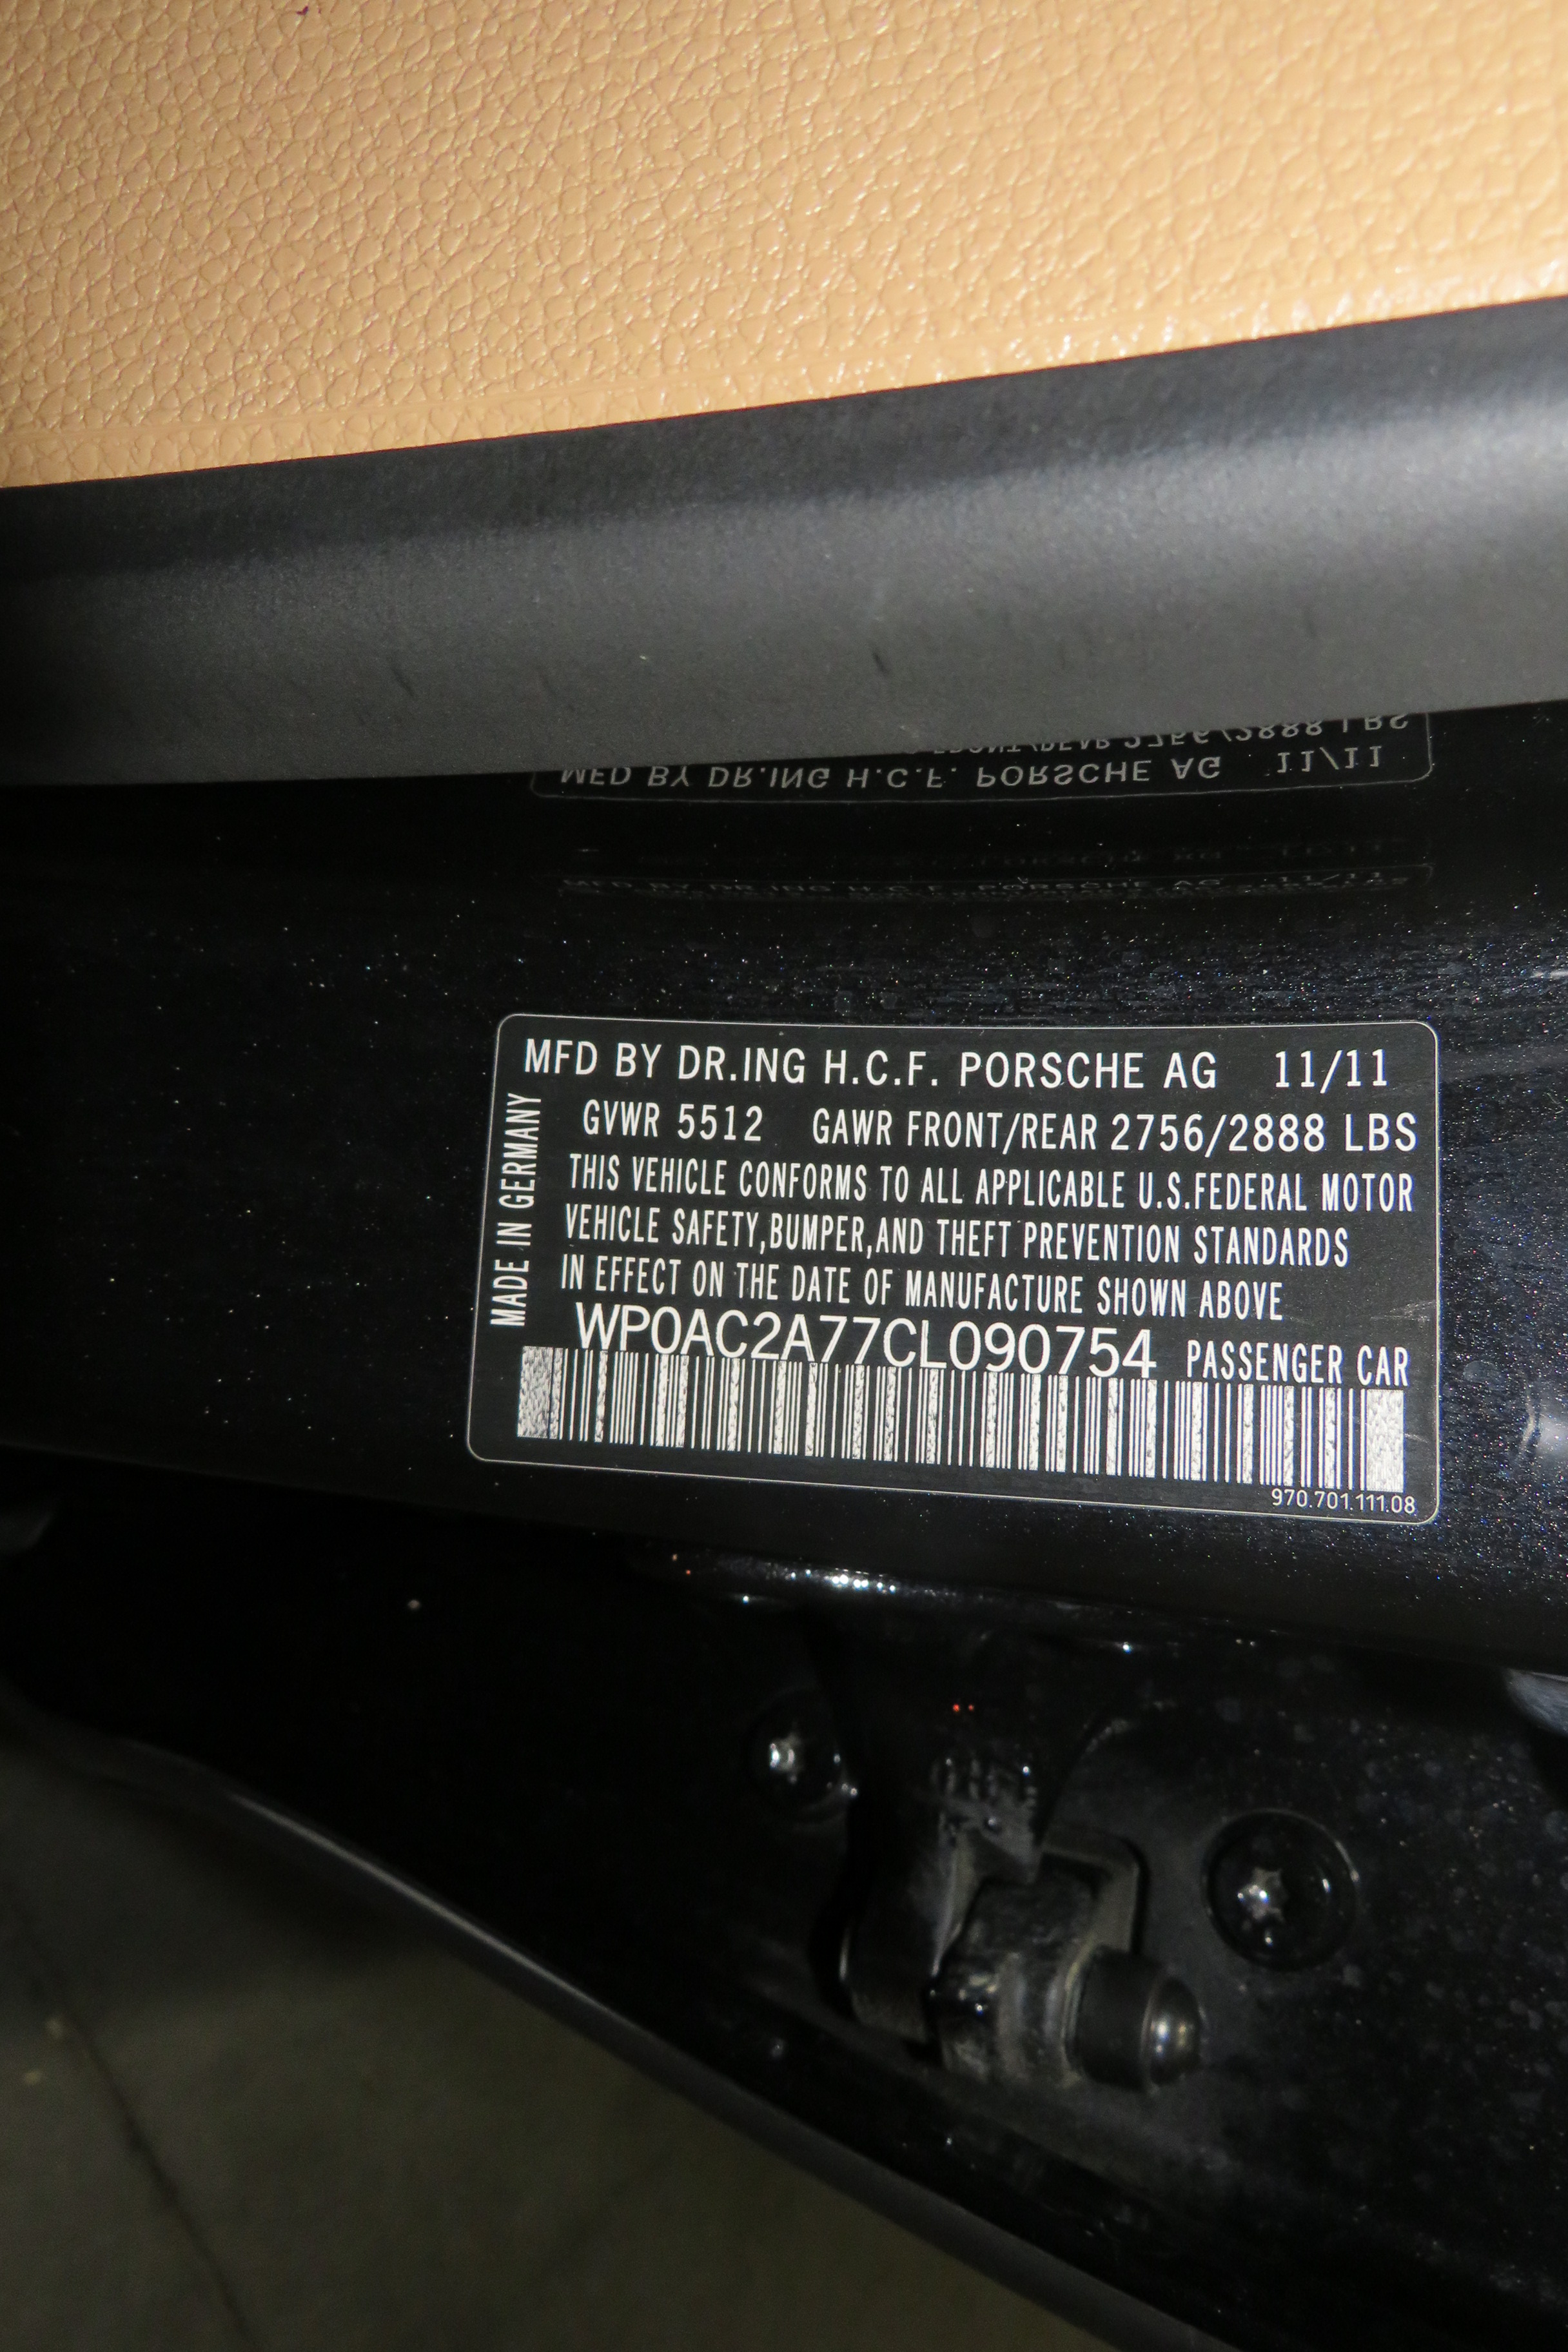 MFD BY DR.ING H.C.F. PORSCHE AG 11/11
GVWR 5512 GAWR FRONT/REAR 2756/2888 LBS
THIS VEHICLE CONFORMS TO ALL APPLICABLE U.S.FEDERAL MOTOR
VEHICLE SAFETY,BUMPER,AND THEFT PREVENTION STANDARDS
IN EFFECT ON THE DATE OF MANUFACTURE SHOWN ABOVE
WP0AC2A77CL090754 PASSENGER CAR
970.701.111.08
MADE IN GERMANY